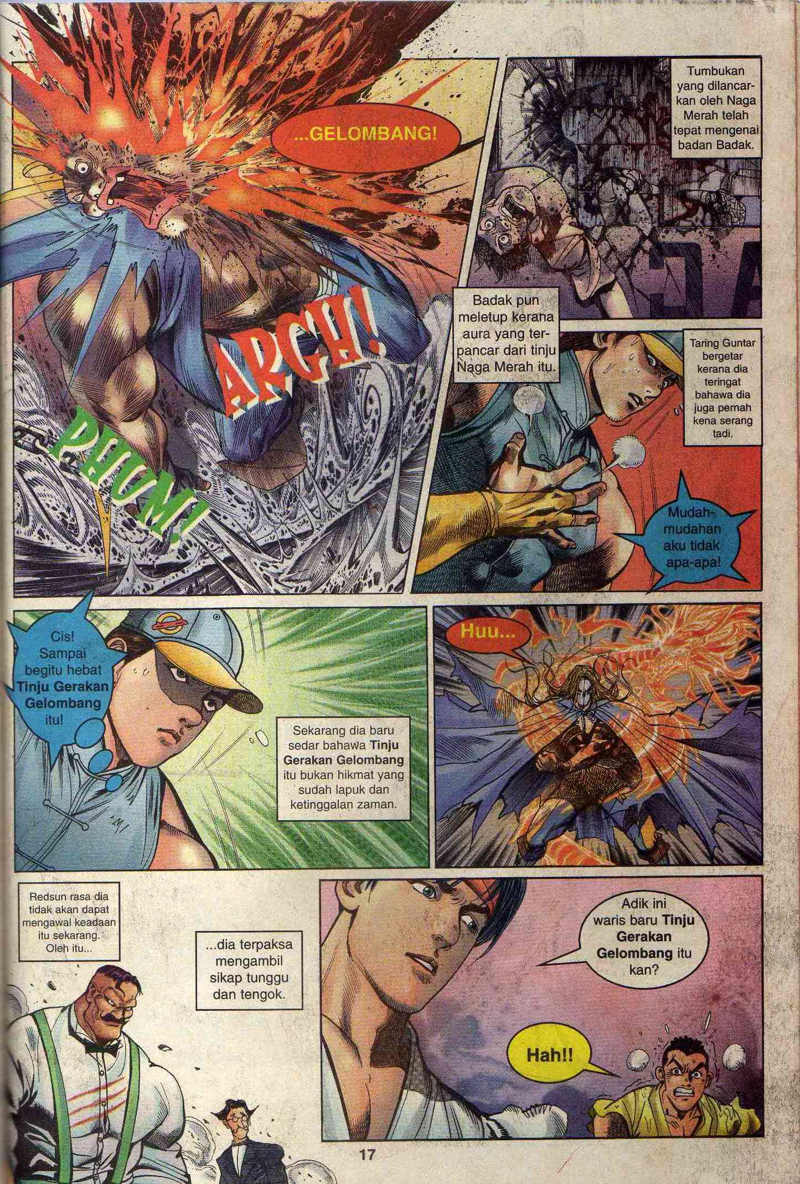 ...GELOMBANG!
ARGH!
PHUM!
Tumbukan
yang dilancar-
kan oleh Naga
Merah telah
tepat mengenai
badan Badak.
Badak pun
meletup kerana
aura yang ter-
pancar dari tinju
Naga Merah itu.
Taring Guntar
bergetar
kerana dia
teringat
bahawa dia
juga pernah
kena serang
tadi.
Mudah-
mudahan
aku tidak
apa-apa!
Cis!
Sampai
begitu hebat
Tinju Gerakan
Gelombang
itu!
Sekarang dia baru
sedar bahawa Tinju
Gerakan Gelombang
itu bukan hikmat yang
sudah lapuk dan
ketinggalan zaman.
Huu...
Redsun rasa dia
tidak akan dapat
mengawal keadaan
itu sekarang.
Oleh itu...
...dia terpaksa
mengambil
sikap tunggu
dan tengok.
Adik ini
waris baru Tinju
Gerakan
Gelombang itu
kan?
Hah!!
17